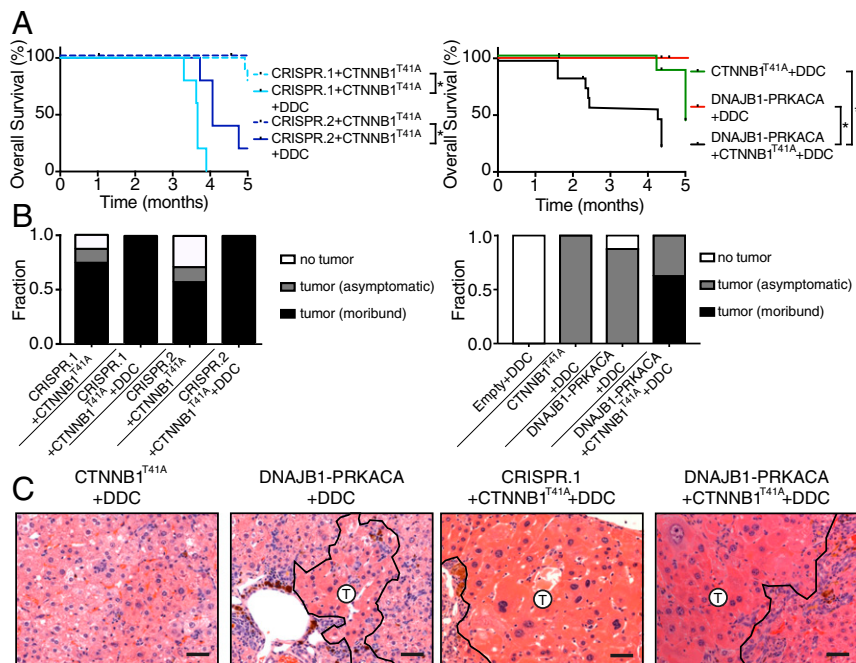 A
Overall Survival (%)
100
50
0
0 1 2 3 4 5
Time (months)
CRISPR.1+CTNNB1T41A
CRISPR.1+CTNNB1T41A
+DDC
CRISPR.2+CTNNB1T41A
CRISPR.2+CTNNB1T41A
+DDC
*
*
Overall Survival (%)
100
50
0
0 1 2 3 4 5
Time (months)
CTNNB1T41A+DDC
DNAJB1-PRKACA
+DDC
DNAJB1-PRKACA
+CTNNB1T41A+DDC
*
B
Fraction
1.0
0.5
0.0
CRISPR.1
+CTNNB1T41A
CRISPR.1
+CTNNB1T41A+DDC
CRISPR.2
+CTNNB1T41A
CRISPR.2
+CTNNB1T41A+DDC
no tumor
tumor (asymptomatic)
tumor (moribund)
Fraction
1.0
0.5
0.0
Empty+DDC
CTNNB1T41A
+DDC
DNAJB1-PRKACA
+DDC
DNAJB1-PRKACA
+CTNNB1T41A+DDC
no tumor
tumor (asymptomatic)
tumor (moribund)
C
CTNNB1T41A
+DDC
DNAJB1-PRKACA
+DDC
T
CRISPR.1
+CTNNB1T41A+DDC
T
DNAJB1-PRKACA
+CTNNB1T41A+DDC
T